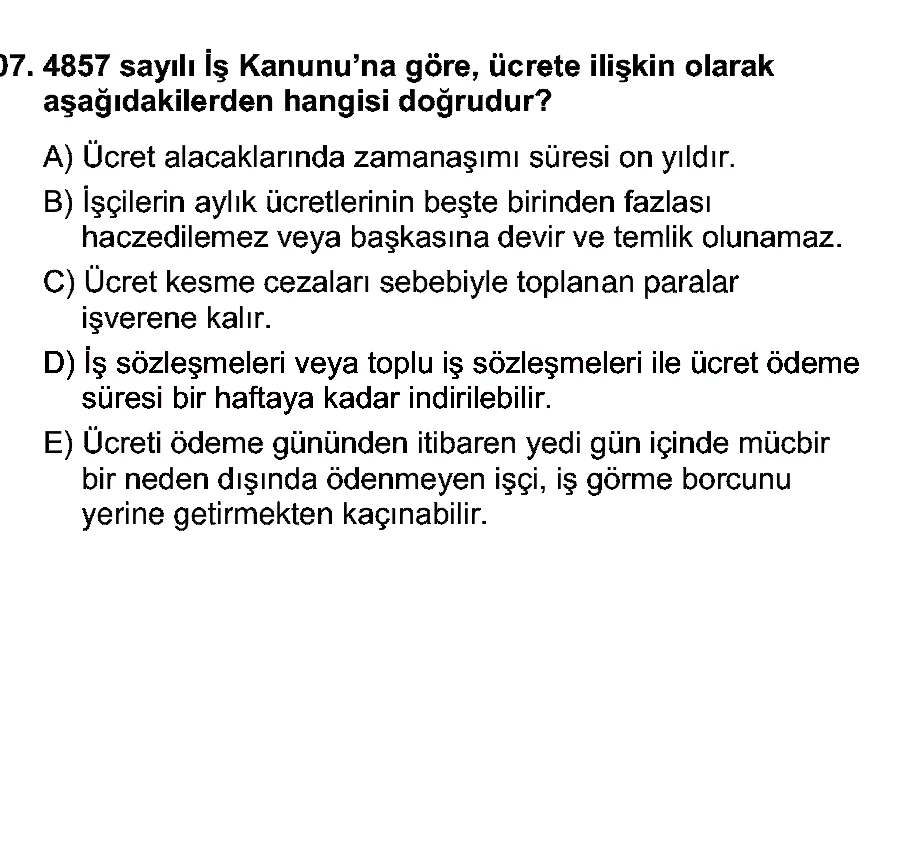 07. 4857 sayılı İş Kanunu’na göre, ücrete ilişkin olarak
aşağıdakilerden hangisi doğrudur?
A) Ücret alacaklarında zamanaşımı süresi on yıldır.
B) İşçilerin aylık ücretlerinin beşte birinden fazlası
haczedilemez veya başkasına devir ve temlik olunamaz.
C) Ücret kesme cezaları sebebiyle toplanan paralar
işverene kalır.
D) İş sözleşmeleri veya toplu iş sözleşmeleri ile ücret ödeme
süresi bir haftaya kadar indirilebilir.
E) Ücreti ödeme gününden itibaren yedi gün içinde mücbir
bir neden dışında ödenmeyen işçi, iş görme borcunu
yerine getirmekten kaçınabilir.